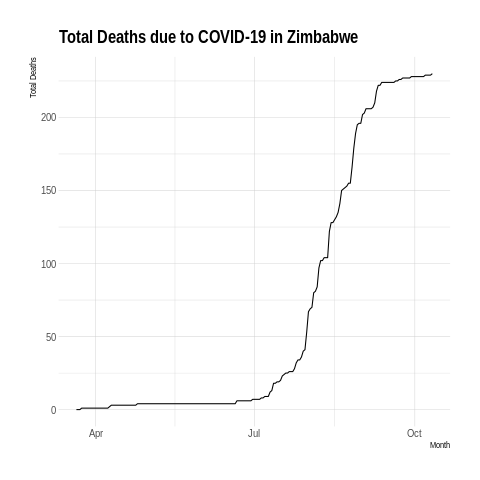 Total Deaths due to COVID-19 in Zimbabwe
Total Deaths
200
150
100
50
0
Apr
Jul
Oct
Month